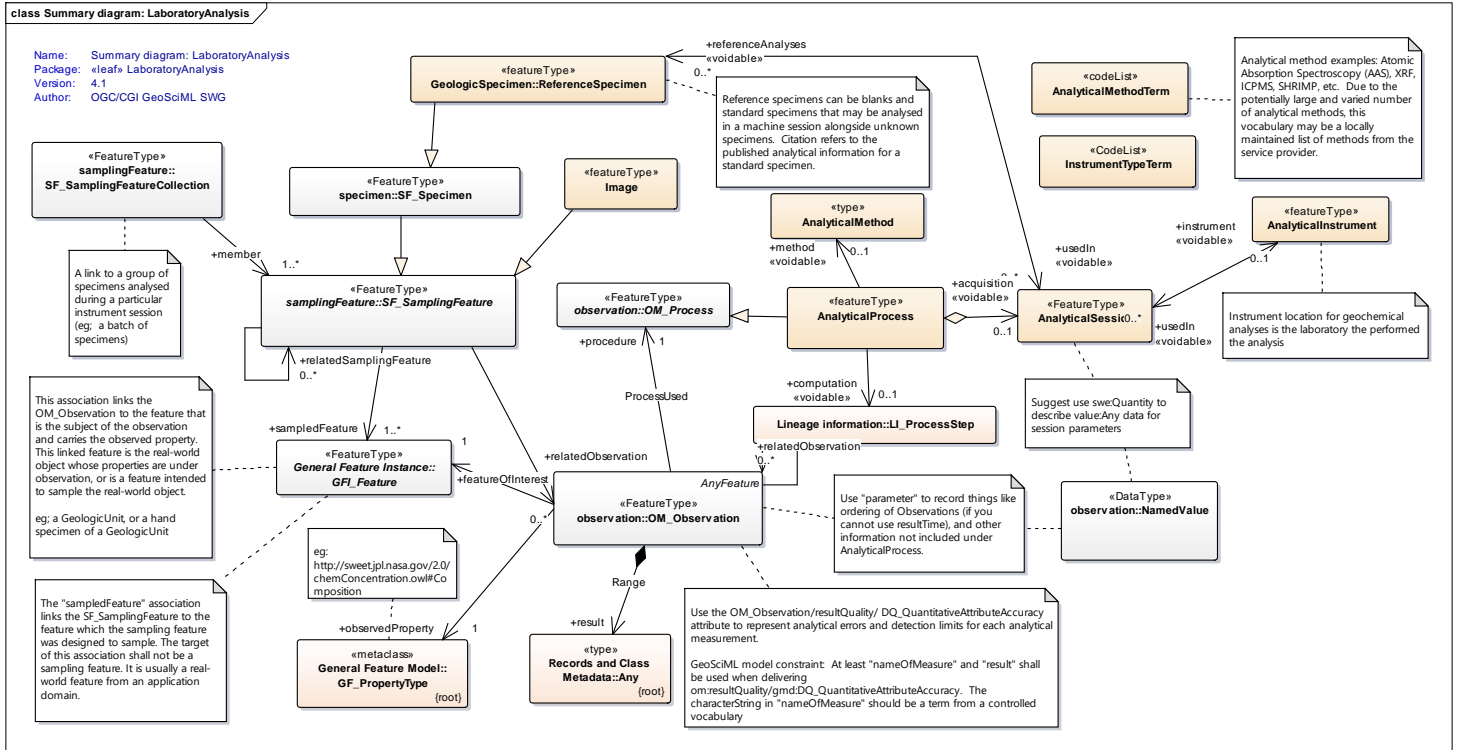 class Summary diagram: LaboratoryAnalysis
Name: Summary diagram: LaboratoryAnalysis
Package: «leaf» LaboratoryAnalysis
Version: 4.1
Author: OGC/CGI GeoSciML SWG
«featureType»
GeologicSpecimen::ReferenceSpecimen
+referenceAnalyses
«voidable»
0..*
Reference specimens can be blanks and
standard specimens that may be analysed
in a machine session alongside unknown
specimens.  Citation refers to the
published analytical information for a
standard specimen.
«codeList»
AnalyticalMethodTerm
Analytical method examples: Atomic
Absorption Spectroscopy (AAS), XRF,
ICPMS, SHRIMP, etc.  Due to the
potentially large and varied number
of analytical methods, this
vocabulary may be a locally
maintained list of methods from the
service provider.
«CodeList»
InstrumentTypeTerm
«FeatureType»
samplingFeature::
SF_SamplingFeatureCollection
«FeatureType»
specimen::SF_Specimen
«featureType»
Image
«type»
AnalyticalMethod
«featureType»
AnalyticalInstrument
+instrument
«voidable»
0..1
+member
1..*
A link to a group of
specimens analysed
during a particular
instrument session
(eg;  a batch of
specimens)
«FeatureType»
samplingFeature::SF_SamplingFeature
+relatedSamplingFeature
0..*
+method
«voidable»
0..1
«FeatureType»
observation::OM_Process
+procedure
1
«featureType»
AnalyticalProcess
+acquisition
«voidable»
0..1
+usedIn
«voidable»
0..*
«FeatureType»
AnalyticalSessic
0..*
+usedIn
«voidable»
Instrument location for geochemical
analyses is the laboratory the performed
the analysis
This association links the
OM_Observation to the feature that
is the subject of the observation
and carries the observed property.
This linked feature is the real-world
object whose properties are under
observation, or is a feature intended
to sample the real-world object.
eg; a GeologicUnit, or a hand
specimen of a GeologicUnit
ProcessUsed
+computation
«voidable»
0..1
Lineage information::LI_ProcessStep
Suggest use swe:Quantity to
describe value:Any data for
session parameters
+sampledFeature
1..*
«FeatureType»
General Feature Instance::
GFI_Feature
1
+featureOfInterest
+relatedObservation
0..*
+relatedObservation
0..*
AnyFeature
«FeatureType»
observation::OM_Observation
Use "parameter" to record things like
ordering of Observations (if you
cannot use resultTime), and other
information not included under
AnalyticalProcess.
«DataType»
observation::NamedValue
eg:
http://sweet.jpl.nasa.gov/2.0/
chemConcentration.owl#Co
mposition
The "sampledFeature" association
links the SF_SamplingFeature to the
feature which the sampling feature
was designed to sample. The target
of this association shall not be a
sampling feature. It is usually a real-
world feature from an application
domain.
+observedProperty
1
«metaclass»
General Feature Model::
GF_PropertyType
{root}
Range
+result
«type»
Records and Class
Metadata::Any
{root}
Use the OM_Observation/resultQuality/ DQ_QuantitativeAttributeAccuracy
attribute to represent analytical errors and detection limits for each analytical
measurement.
GeoSciML model constraint:  At least "nameOfMeasure" and "result" shall
be used when delivering
om:resultQuality/gmd:DQ_QuantitativeAttributeAccuracy.  The
characterString in "nameOfMeasure" should be a term from a controlled
vocabulary